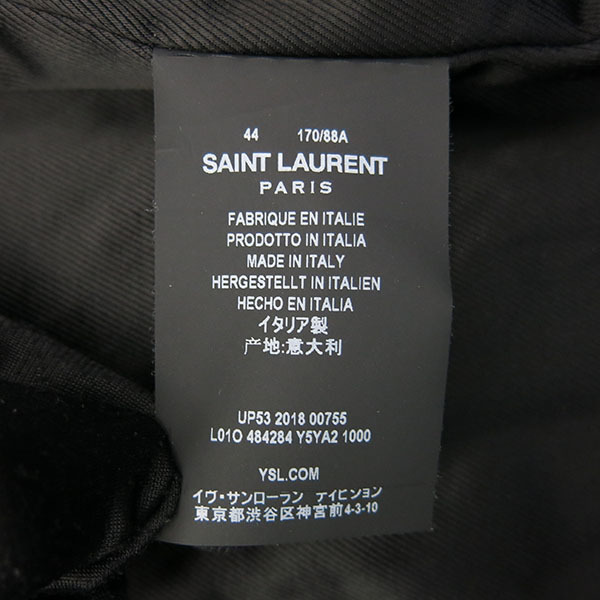 44 170/88A
SAINT LAURENT
PARIS
FABRIQUE EN ITALIE
PRODOTTO IN ITALIA
MADE IN ITALY
HERGESTELLT IN ITALIEN
HECHO EN ITALIA
イタリア製
产地:意大利
UP53 2018 00755
L01O 484284 Y5YA2 1000
YSL.COM
イヴ・サンローラン ディビジョン
東京都渋谷区神宮前4-3-10